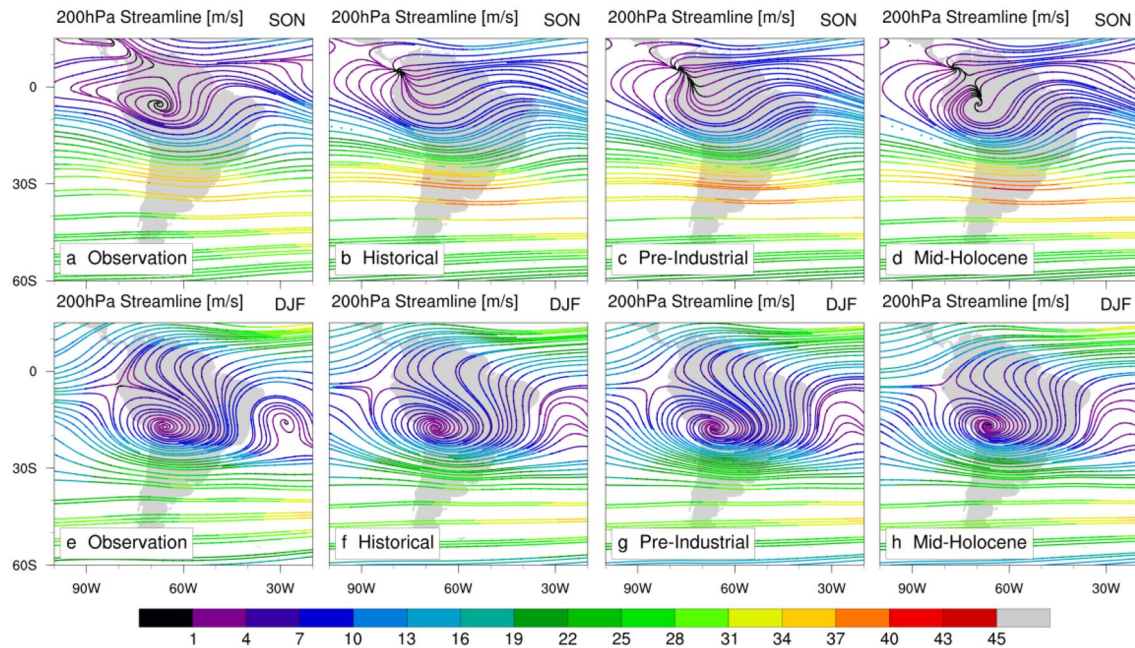 200hPa Streamline [m/s] SON 200hPa Streamline [m/s] SON 200hPa Streamline [m/s] SON 200hPa Streamline [m/s] SON
0
30S
a Observation b Historical c Pre-Industrial d Mid-Holocene
60S
200hPa Streamline [m/s] DJF 200hPa Streamline [m/s] DJF 200hPa Streamline [m/s] DJF 200hPa Streamline [m/s] DJF
0
30S
e Observation f Historical g Pre-Industrial h Mid-Holocene
60S
90W 60W 30W 90W 60W 30W 90W 60W 30W 90W 60W 30W
1 4 7 10 13 16 19 22 25 28 31 34 37 40 43 45